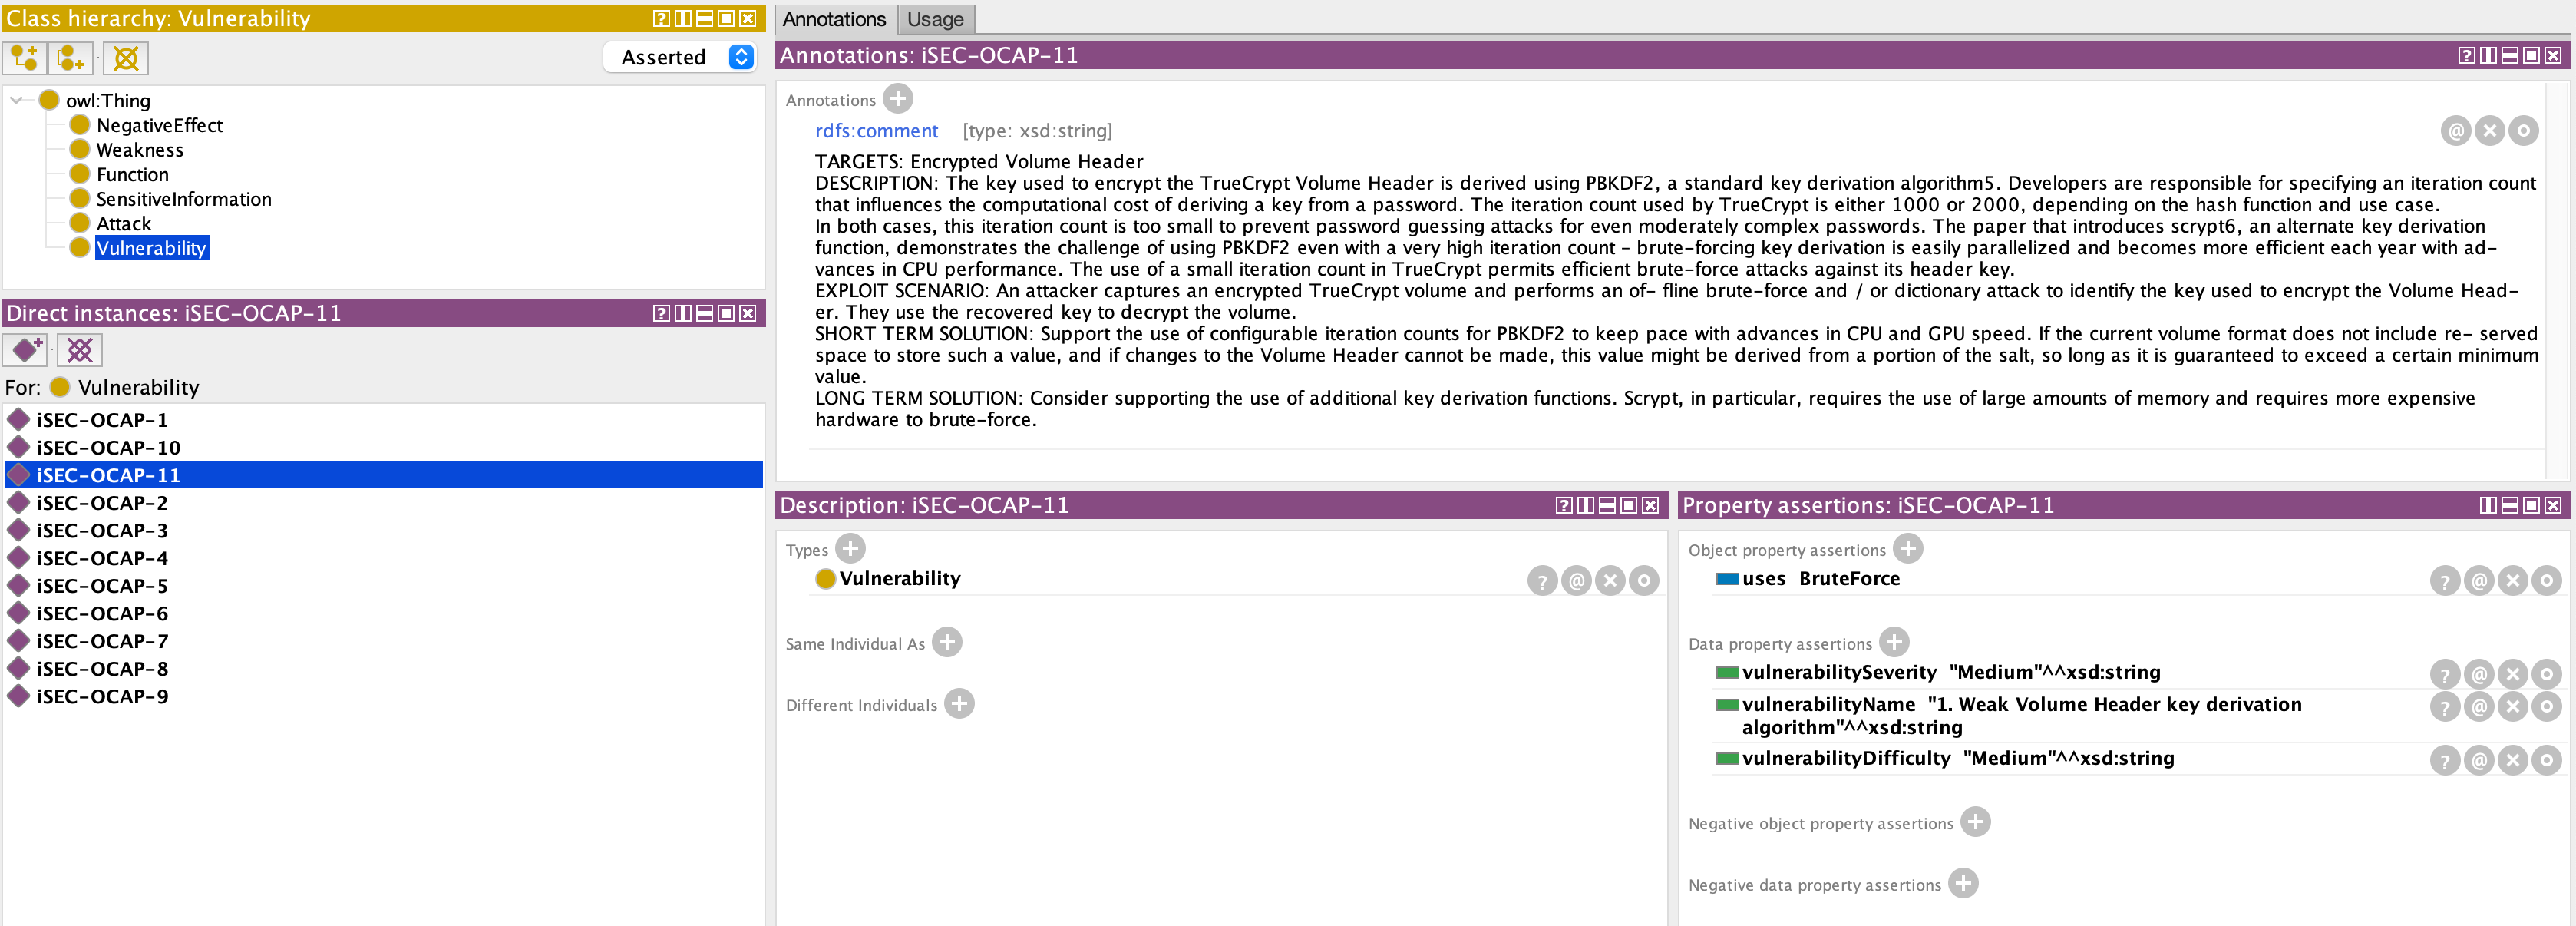 Class hierarchy: Vulnerability
Asserted
owl:Thing
NegativeEffect
Weakness
Function
SensitiveInformation
Attack
Vulnerability
Direct instances: iSEC-OCAP-11
For: Vulnerability
iSEC-OCAP-1
iSEC-OCAP-10
iSEC-OCAP-11
iSEC-OCAP-2
iSEC-OCAP-3
iSEC-OCAP-4
iSEC-OCAP-5
iSEC-OCAP-6
iSEC-OCAP-7
iSEC-OCAP-8
iSEC-OCAP-9
Annotations Usage
Annotations: iSEC-OCAP-11
Annotations
rdfs:comment [type: xsd:string]
TARGETS: Encrypted Volume Header
DESCRIPTION: The key used to encrypt the TrueCrypt Volume Header is derived using PBKDF2, a standard key derivation algorithm5. Developers are responsible for specifying an iteration count
that influences the computational cost of deriving a key from a password. The iteration count used by TrueCrypt is either 1000 or 2000, depending on the hash function and use case.
In both cases, this iteration count is too small to prevent password guessing attacks for even moderately complex passwords. The paper that introduces scrypt6, an alternate key derivation
function, demonstrates the challenge of using PBKDF2 even with a very high iteration count – brute-forcing key derivation is easily parallelized and becomes more efficient each year with ad-
vances in CPU performance. The use of a small iteration count in TrueCrypt permits efficient brute-force attacks against its header key.
EXPLOIT SCENARIO: An attacker captures an encrypted TrueCrypt volume and performs an of- fline brute-force and / or dictionary attack to identify the key used to encrypt the Volume Head-
er. They use the recovered key to decrypt the volume.
SHORT TERM SOLUTION: Support the use of configurable iteration counts for PBKDF2 to keep pace with advances in CPU and GPU speed. If the current volume format does not include re- served
space to store such a value, and if changes to the Volume Header cannot be made, this value might be derived from a portion of the salt, so long as it is guaranteed to exceed a certain minimum
value.
LONG TERM SOLUTION: Consider supporting the use of additional key derivation functions. Scrypt, in particular, requires the use of large amounts of memory and requires more expensive
hardware to brute-force.
Description: iSEC-OCAP-11
Types
Vulnerability
Same Individual As
Different Individuals
Property assertions: iSEC-OCAP-11
Object property assertions
uses BruteForce
Data property assertions
vulnerabilitySeverity "Medium"^^xsd:string
vulnerabilityName "1. Weak Volume Header key derivation
algorithm"^^xsd:string
vulnerabilityDifficulty "Medium"^^xsd:string
Negative object property assertions
Negative data property assertions